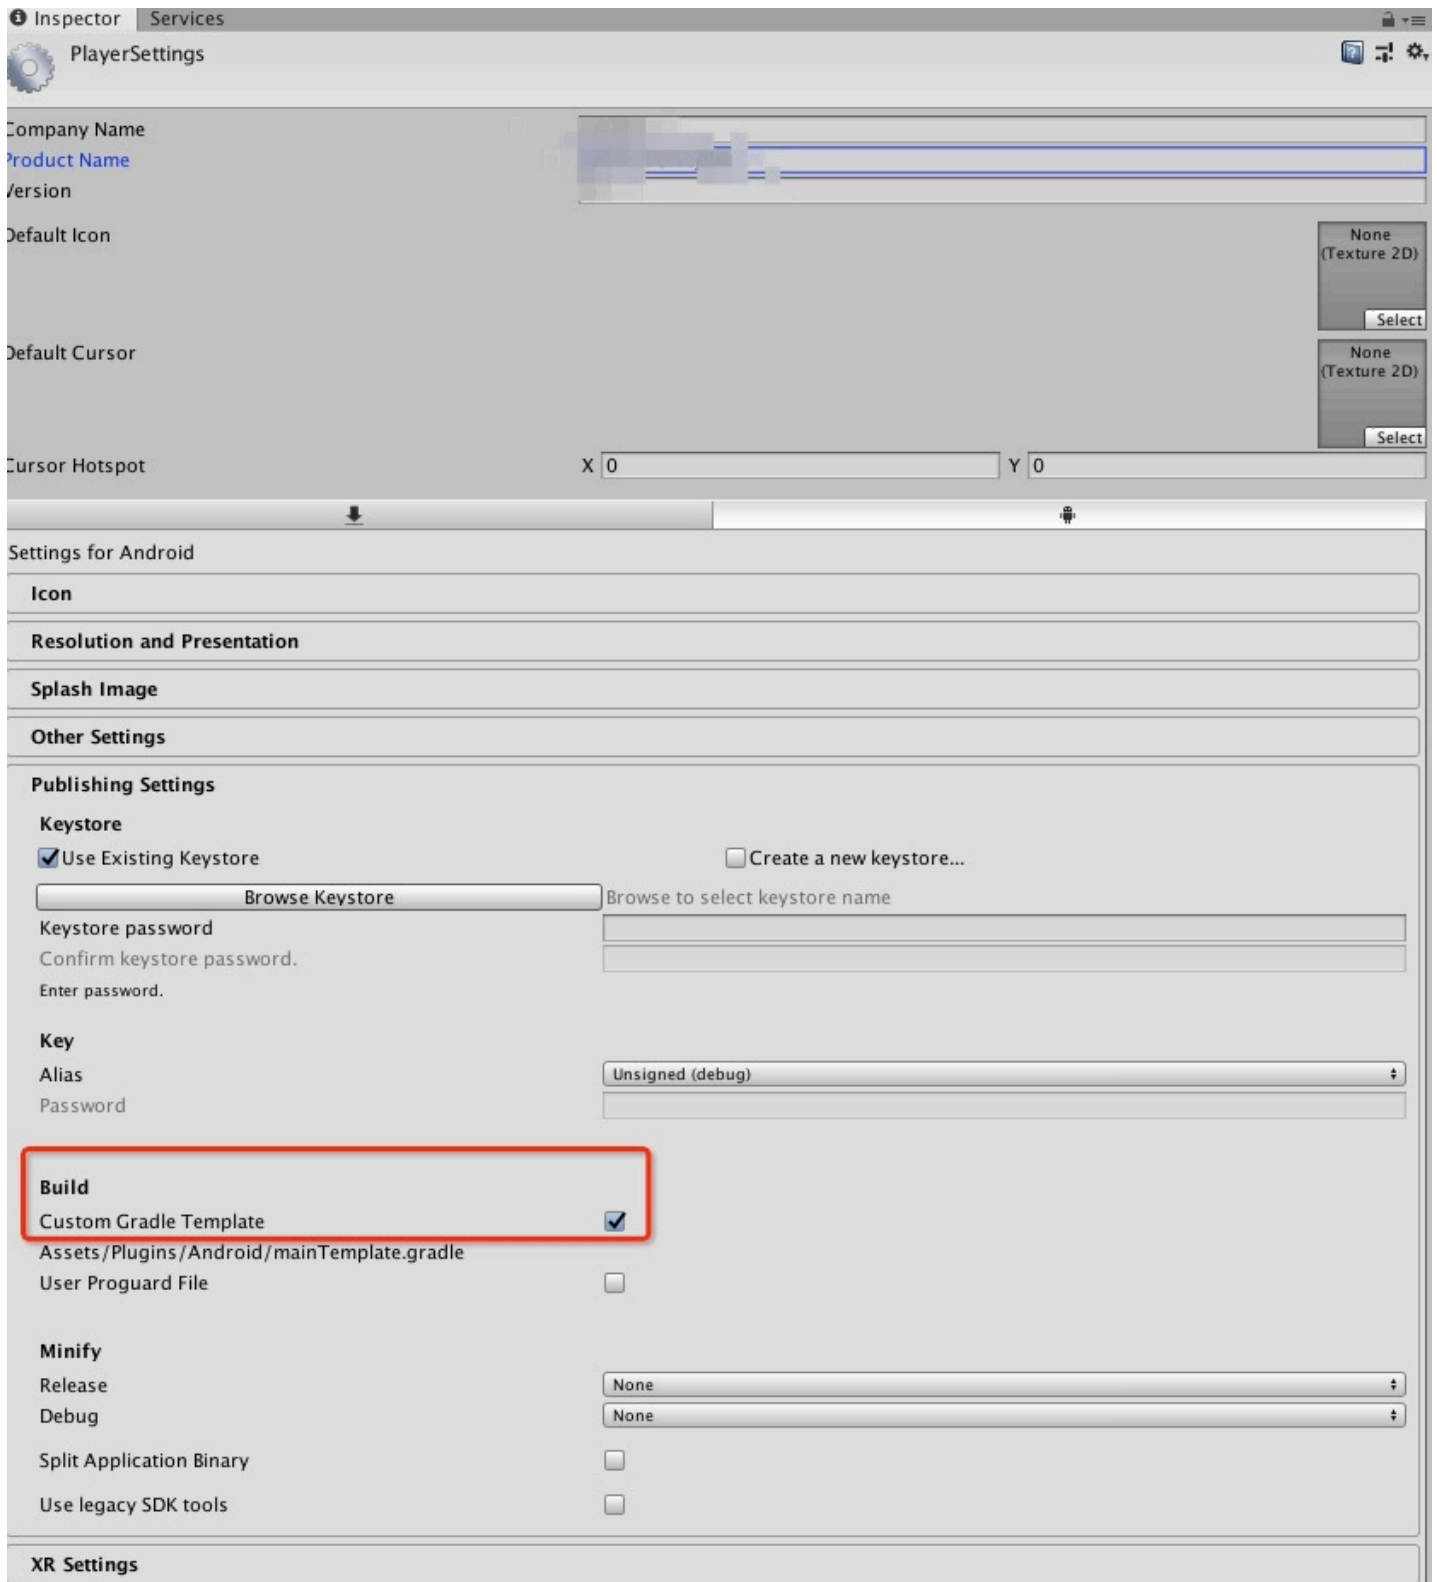 Inspector Services
PlayerSettings
Company Name
Product Name
Version
Default Icon
None
(Texture 2D)
Select
Default Cursor
None
(Texture 2D)
Select
Cursor Hotspot X 0 Y 0
Settings for Android
Icon
Resolution and Presentation
Splash Image
Other Settings
Publishing Settings
Keystore
Use Existing Keystore Create a new keystore...
Browse Keystore Browse to select keystore name
Keystore password
Confirm keystore password.
Enter password.
Key
Alias Unsigned (debug)
Password
Build
Custom Gradle Template
Assets/Plugins/Android/mainTemplate.gradle
User Proguard File
Minify
Release None
Debug None
Split Application Binary
Use legacy SDK tools
XR Settings